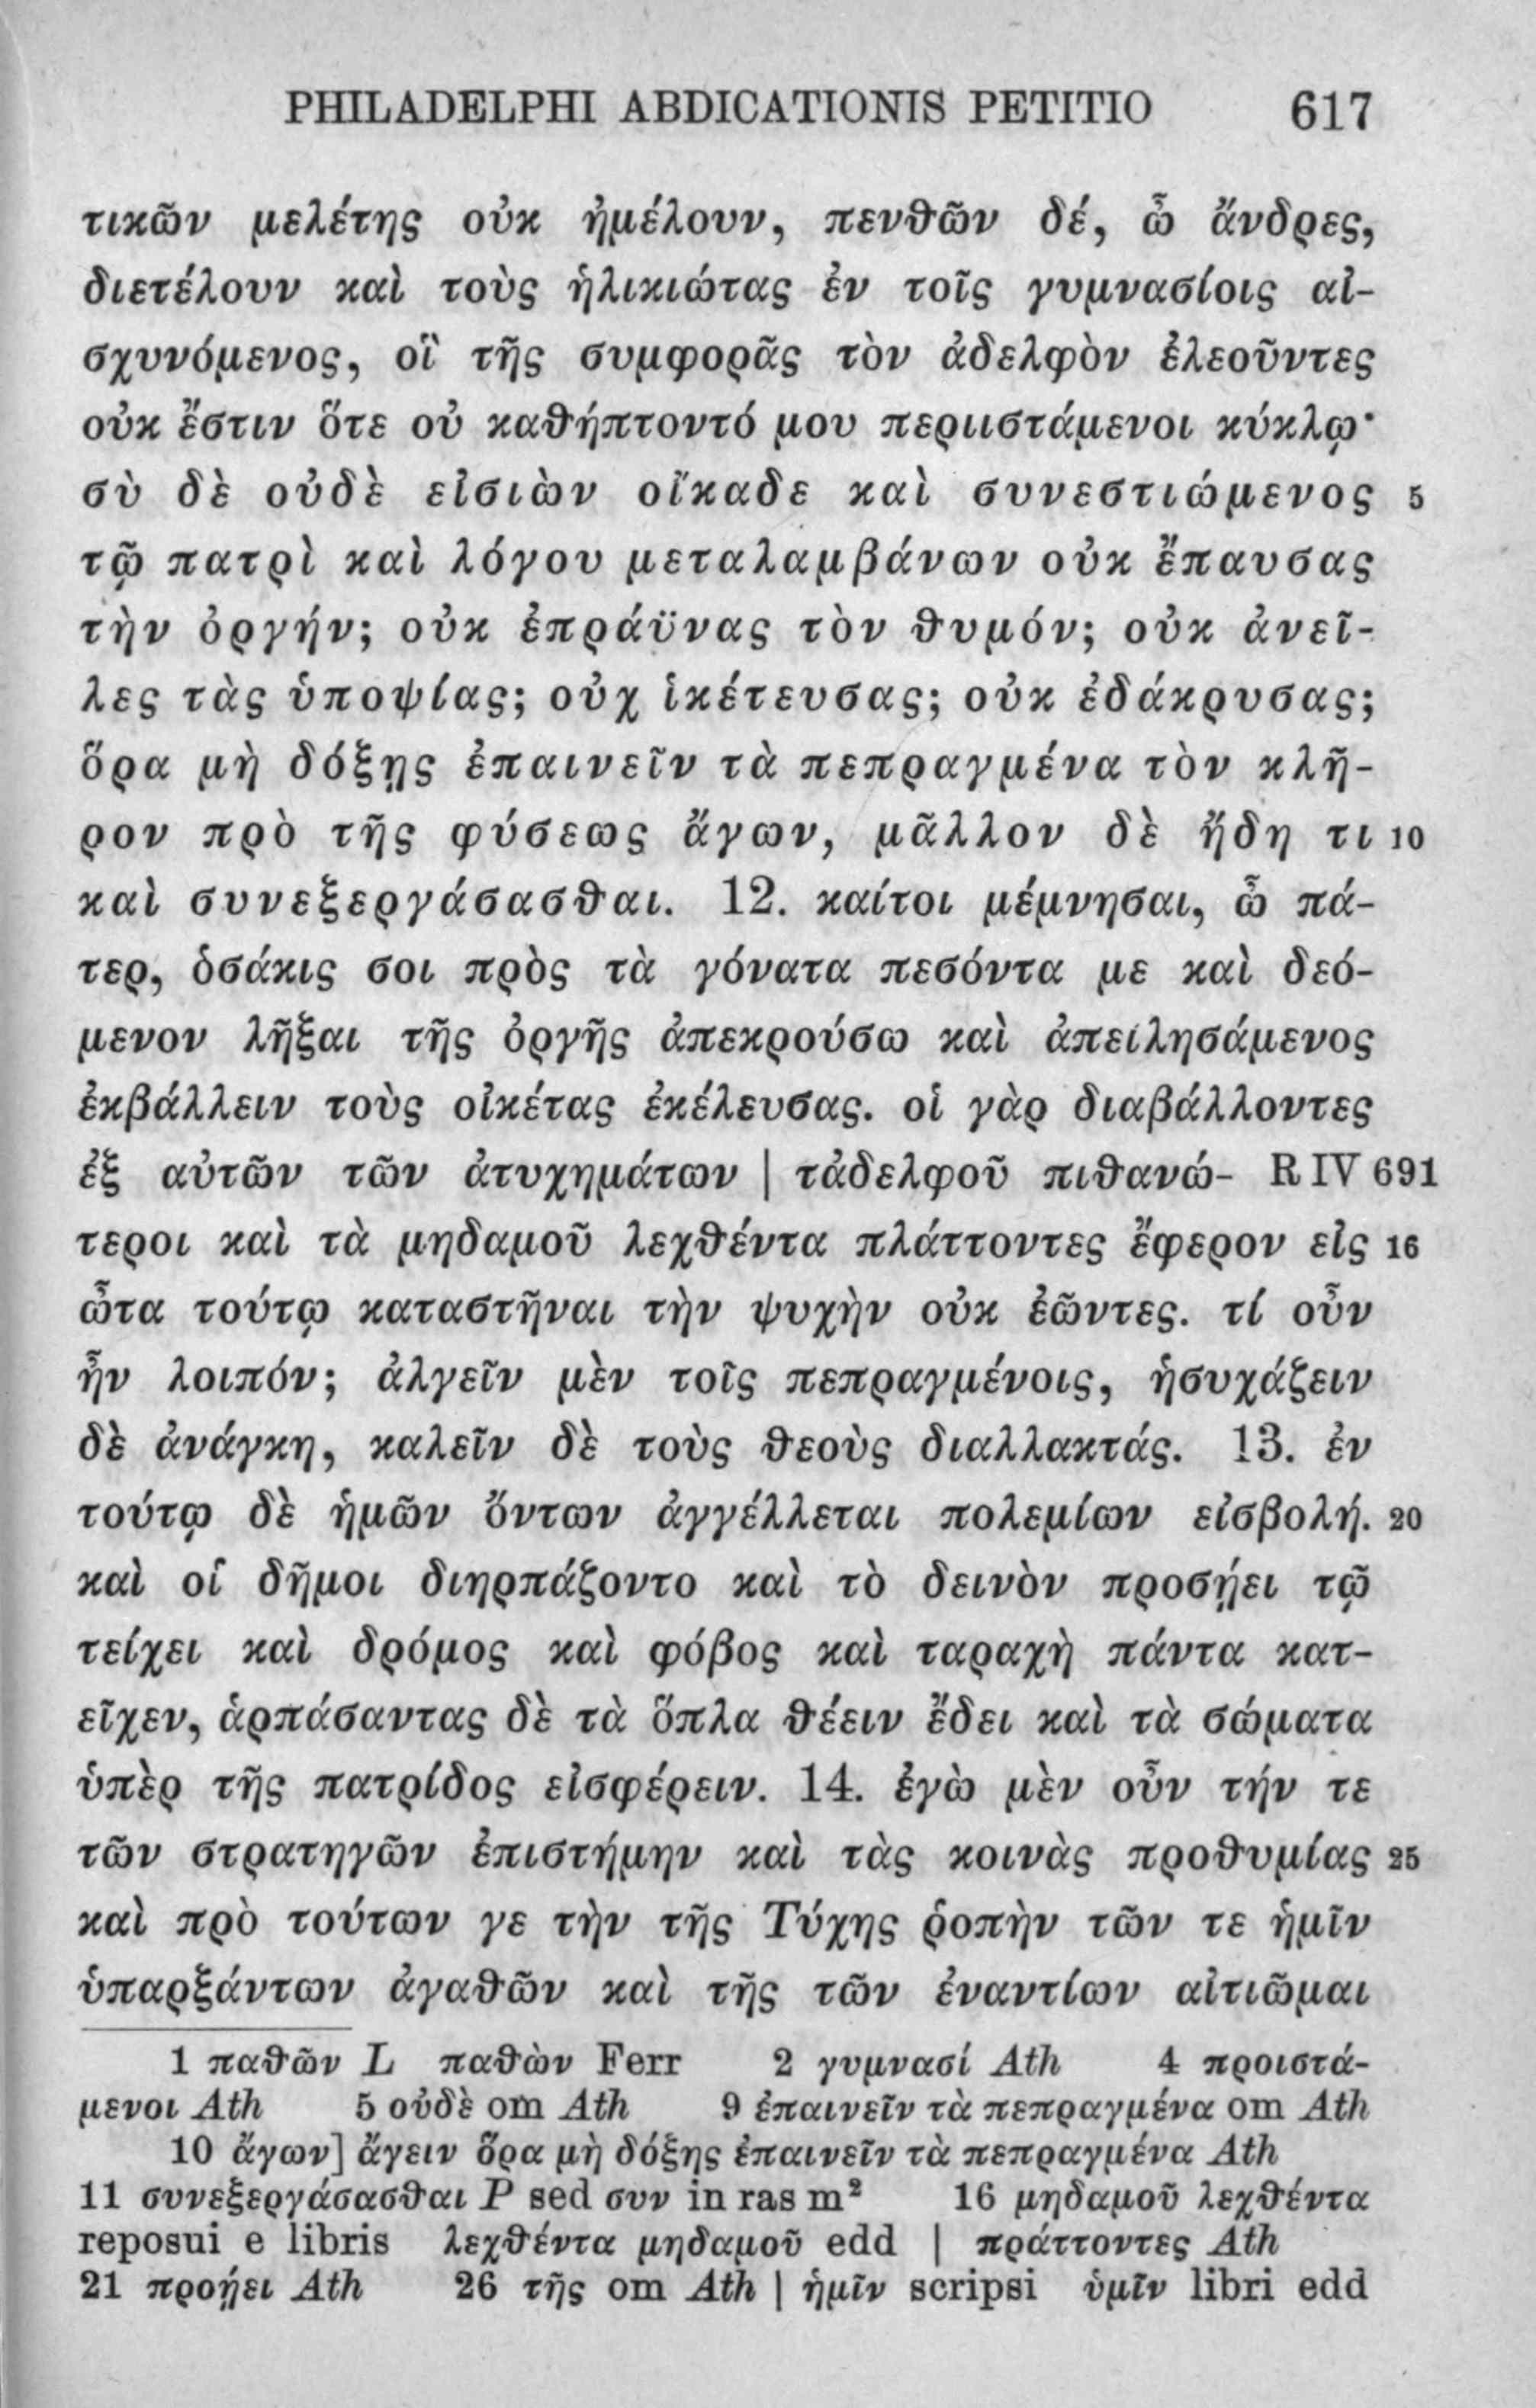 PHILADELPHI ABDICATIONIS PETITIO 617
τικῶν μελέτης οὐκ ἠμέλουν, πενθῶν δέ, ὦ ἄνδρες,
διετέλουν καὶ τοὺς ἡλικιώτας ἐν τοῖς γυμνασίοις αἰ-
σχυνόμενος, οἳ τῆς συμφορᾶς τὸν ἀδελφὸν ἐλεοῦντες
οὐκ ἔστιν ὅτε οὐ καθήπτοντό μου περιιστάμενοι κύκλῳ·
σὺ δὲ οὐδὲ εἰσιὼν οἴκαδε καὶ συνεστιώμενος 5
τῷ πατρὶ καὶ λόγου μεταλαμβάνων οὐκ ἔπαυσας
τὴν ὀργήν; οὐκ ἐπράϋνας τὸν θυμόν; οὐκ ἀνεῖ-
λες τὰς ὑποψίας; οὐχ ἱκέτευσας; οὐκ ἐδάκρυσας;
ὅρα μὴ δόξῃς ἐπαινεῖν τὰ πεπραγμένα τὸν κλῆ-
ρον πρὸ τῆς φύσεως ἄγων, μᾶλλον δὲ ἤδη τι 10
καὶ συνεξεργάσασθαι. 12. καίτοι μέμνησαι, ὦ πά-
τερ, ὁσάκις σοι πρὸς τὰ γόνατα πεσόντα με καὶ δεό-
μενον λῆξαι τῆς ὀργῆς ἀπεκρούσω καὶ ἀπειλησάμενος
ἐκβάλλειν τοὺς οἰκέτας ἐκέλευσας. οἱ γὰρ διαβάλλοντες
ἐξ αὐτῶν τῶν ἀτυχημάτων | τἀδελφοῦ πιθανώ- R IV 691
τεροι καὶ τὰ μηδαμοῦ λεχθέντα πλάττοντες ἔφερον εἰς 16
ὦτα τούτῳ καταστῆναι τὴν ψυχὴν οὐκ ἐῶντες. τί οὖν
ἦν λοιπόν; ἀλγεῖν μὲν τοῖς πεπραγμένοις, ἡσυχάζειν
δὲ ἀνάγκη, καλεῖν δὲ τοὺς θεοὺς διαλλακτάς. 13. ἐν
τούτῳ δὲ ἡμῶν ὄντων ἀγγέλλεται πολεμίων εἰσβολή. 20
καὶ οἱ δῆμοι διηρπάζοντο καὶ τὸ δεινὸν προσῄει τῷ
τείχει καὶ δρόμος καὶ φόβος καὶ ταραχὴ πάντα κατ-
εῖχεν, ἁρπάσαντας δὲ τὰ ὅπλα θέειν ἔδει καὶ τὰ σώματα
ὑπὲρ τῆς πατρίδος εἰσφέρειν. 14. ἐγὼ μὲν οὖν τήν τε
τῶν στρατηγῶν ἐπιστήμην καὶ τὰς κοινὰς προθυμίας 25
καὶ πρὸ τούτων γε τὴν τῆς Τύχης ῥοπὴν τῶν τε ἡμῖν
ὑπαρξάντων ἀγαθῶν καὶ τῆς τῶν ἐναντίων αἰτιῶμαι
1 παθῶν L παθὼν Ferr 2 γυμνασί Ath 4 προιστά-
μενοι Ath 5 οὐδὲ om Ath 9 ἐπαινεῖν τὰ πεπραγμένα om Ath
10 ἄγων] ἄγειν ὅρα μὴ δόξῃς ἐπαινεῖν τὰ πεπραγμένα Ath
11 συνεξεργάσασθαι P sed συν in ras m² 16 μηδαμοῦ λεχθέντα
reposui e libris λεχθέντα μηδαμοῦ edd | πράττοντες Ath
21 προῄει Ath 26 τῆς om Ath | ἡμῖν scripsi ὑμῖν libri edd